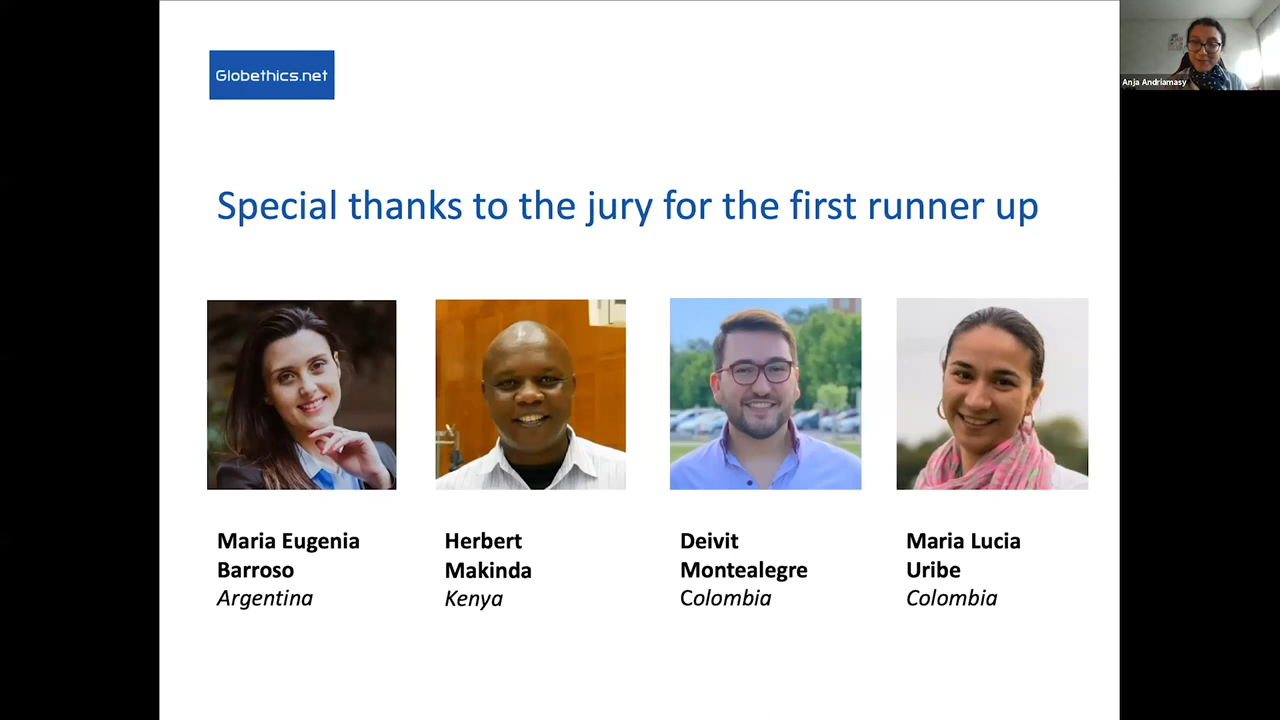 Globethics.net
Anja Andriamasy
Special thanks to the jury for the first runner up
Maria Eugenia
Barroso
Argentina
Herbert
Makinda
Kenya
Deivit
Montealegre
Colombia
Maria Lucia
Uribe
Colombia